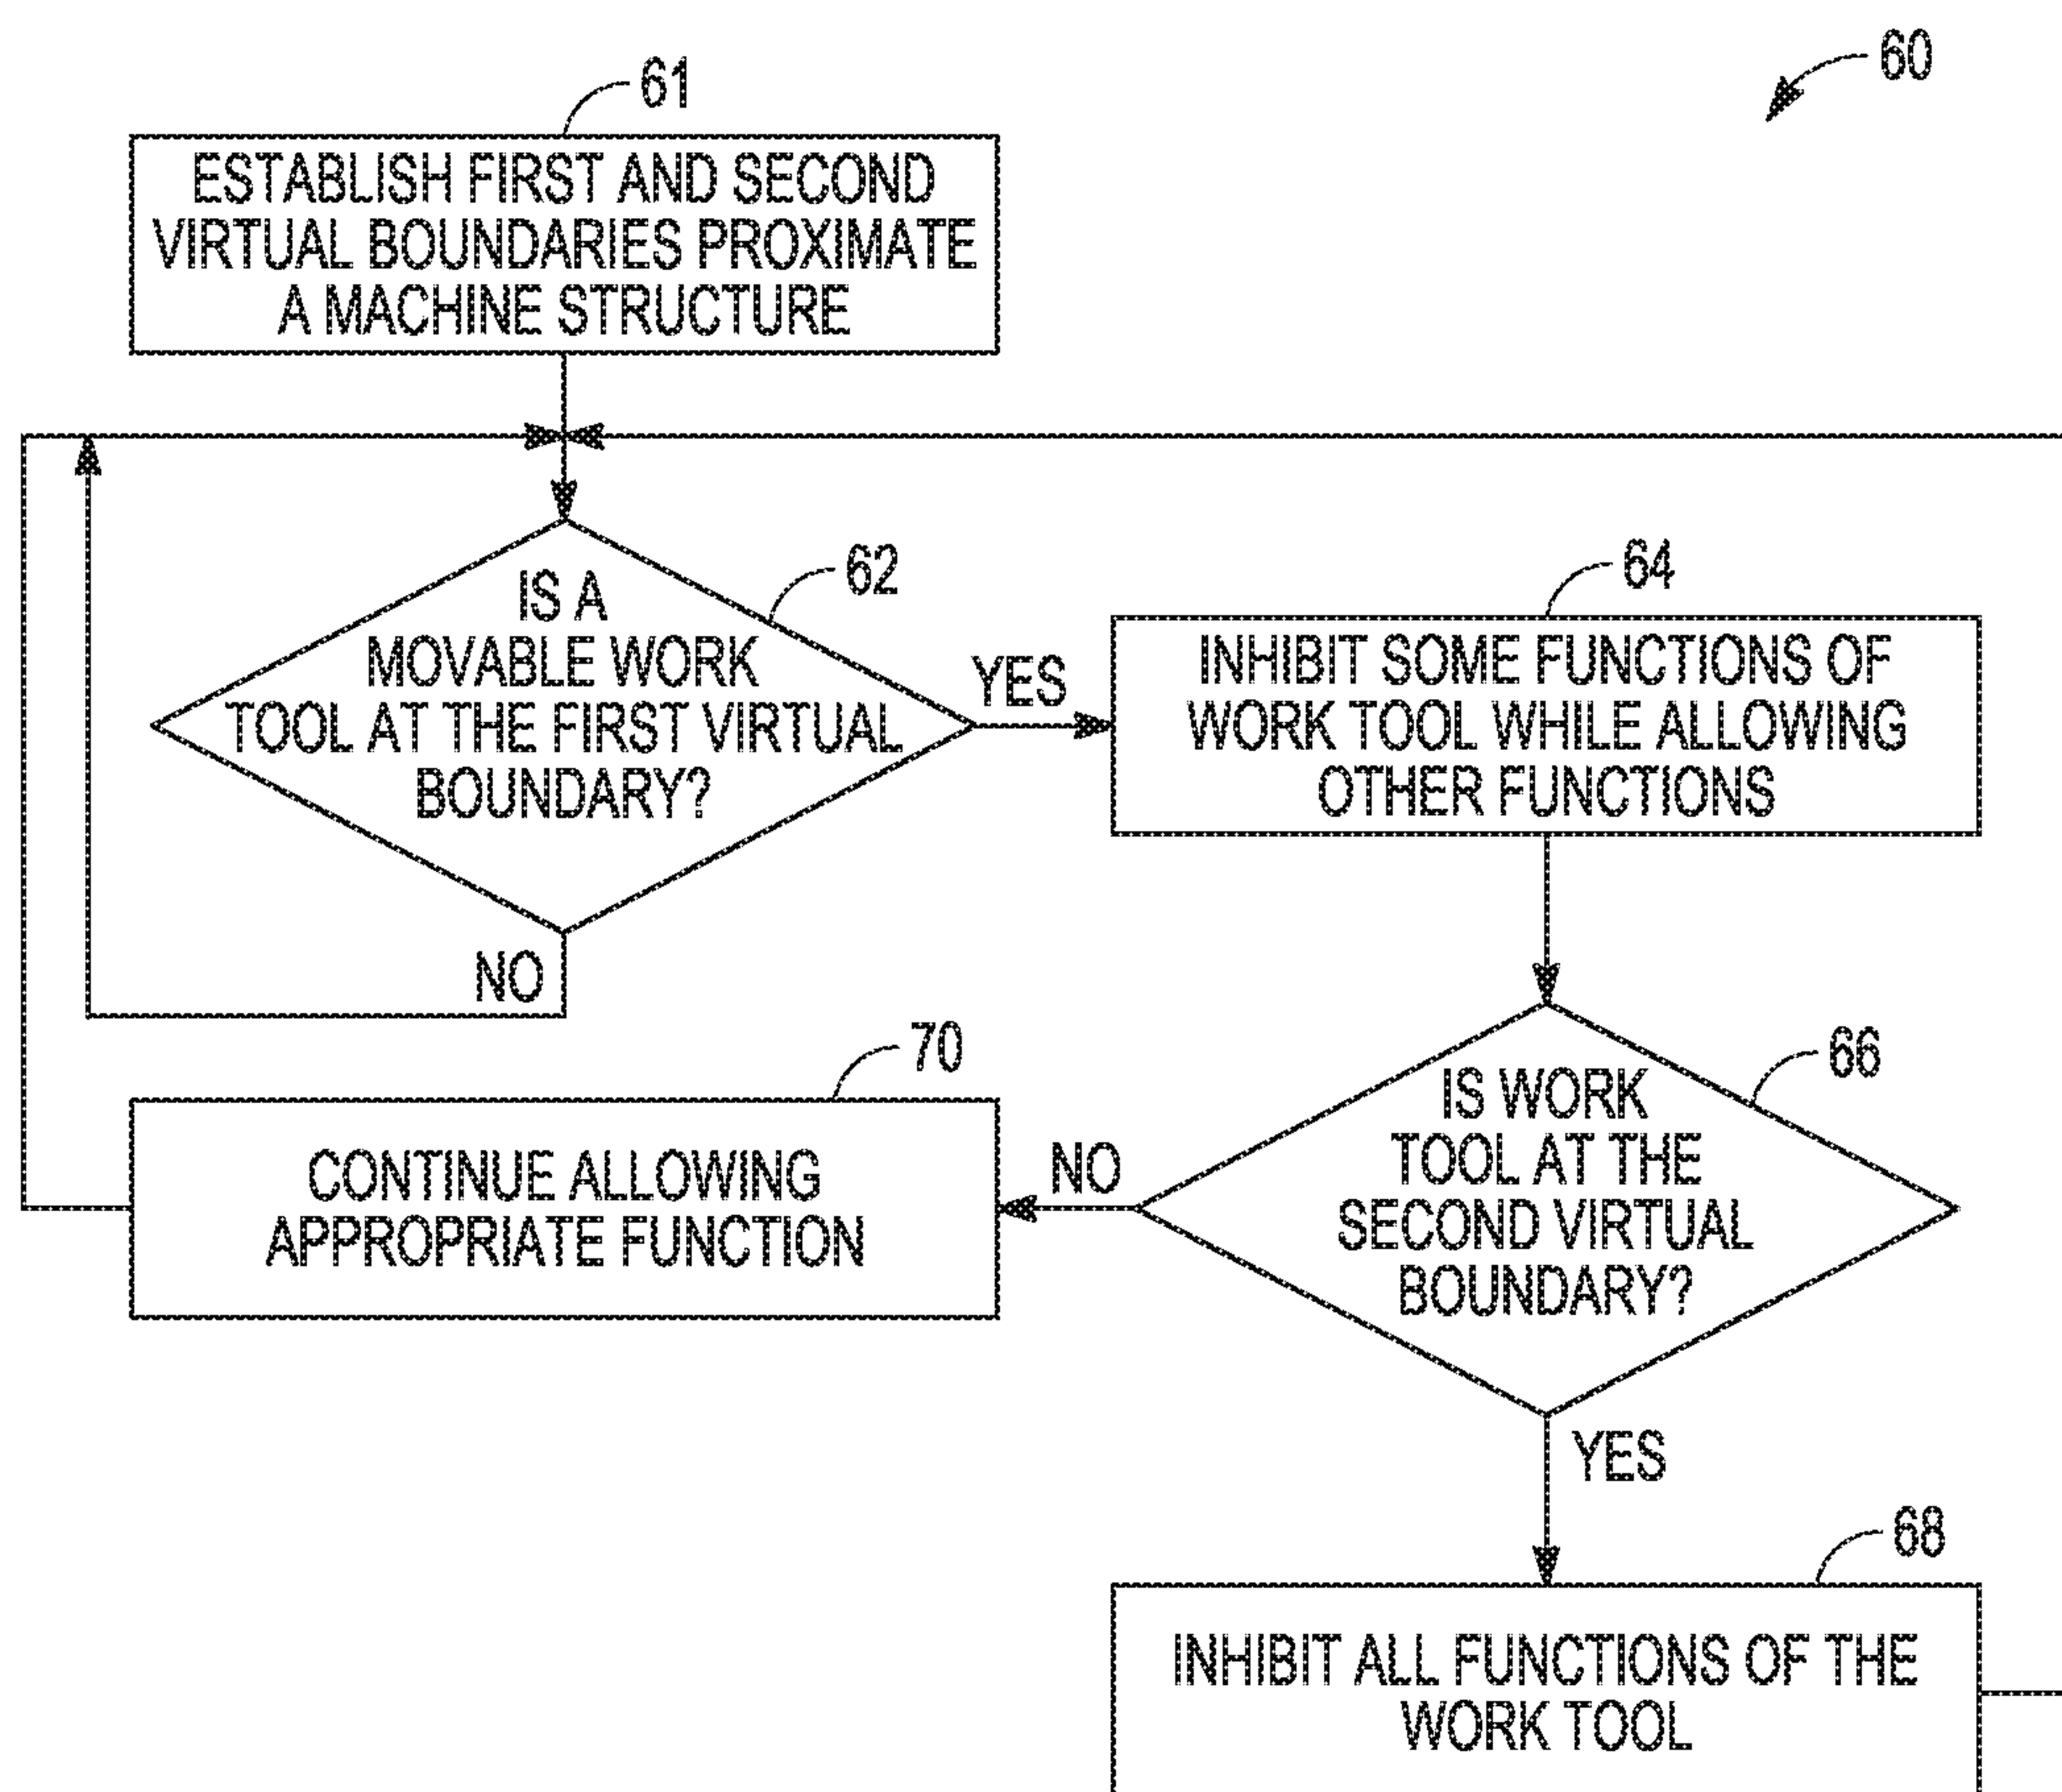 60
61
ESTABLISH FIRST AND SECOND
VIRTUAL BOUNDARIES PROXIMATE
A MACHINE STRUCTURE
62
IS A
MOVABLE WORK
TOOL AT THE FIRST VIRTUAL
BOUNDARY?
YES
NO
64
INHIBIT SOME FUNCTIONS OF
WORK TOOL WHILE ALLOWING
OTHER FUNCTIONS
66
IS WORK
TOOL AT THE
SECOND VIRTUAL
BOUNDARY?
NO
YES
70
CONTINUE ALLOWING
APPROPRIATE FUNCTION
68
INHIBIT ALL FUNCTIONS OF THE
WORK TOOL